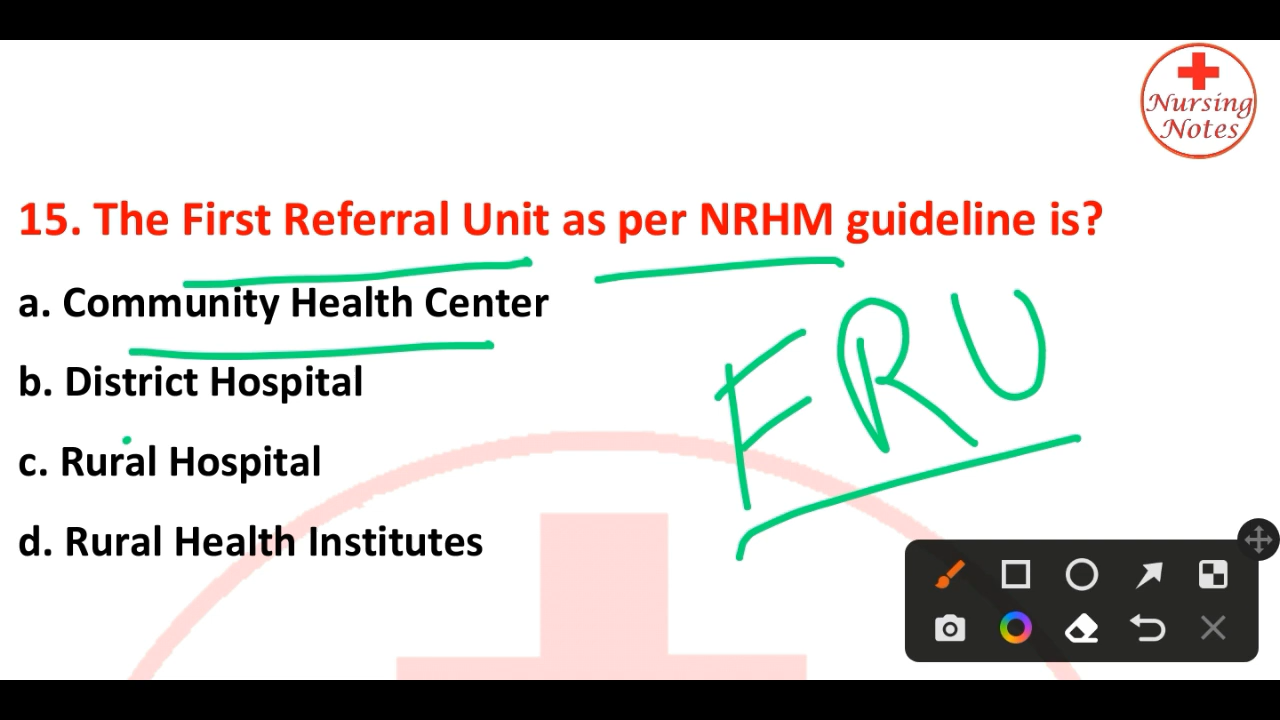 Nursing
Notes
15. The First Referral Unit as per NRHM guideline is?
a. Community Health Center
b. District Hospital
c. Rural Hospital
d. Rural Health Institutes
FRU